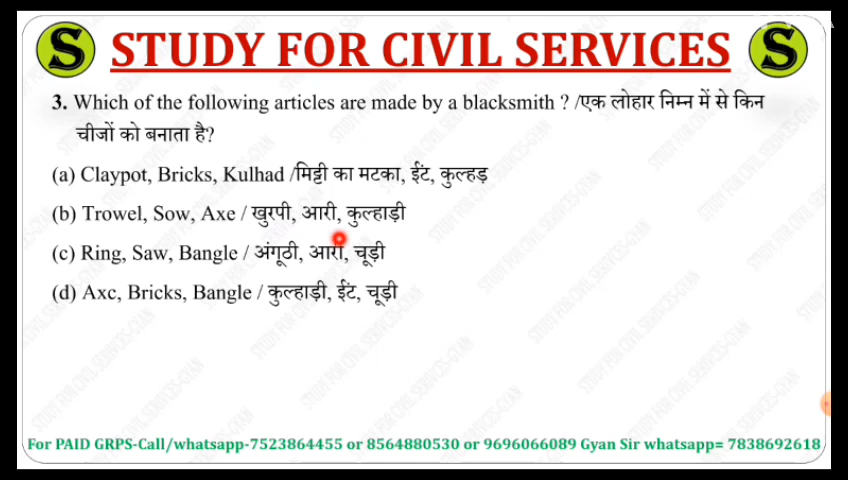 S STUDY FOR CIVIL SERVICES S
3. Which of the following articles are made by a blacksmith ? /एक लोहार निम्न में से किन
चीजों को बनाता है?
(a) Claypot, Bricks, Kulhad /मिट्टी का मटका, ईंट, कुल्हड़
(b) Trowel, Sow, Axe / खुरपी, आरी, कुल्हाड़ी
(c) Ring, Saw, Bangle / अंगूठी, आरी, चूड़ी
(d) Axc, Bricks, Bangle / कुल्हाड़ी, ईंट, चूड़ी
For PAID GRPS-Call/whatsapp-7523864455 or 8564880530 or 9696066089 Gyan Sir whatsapp= 7838692618